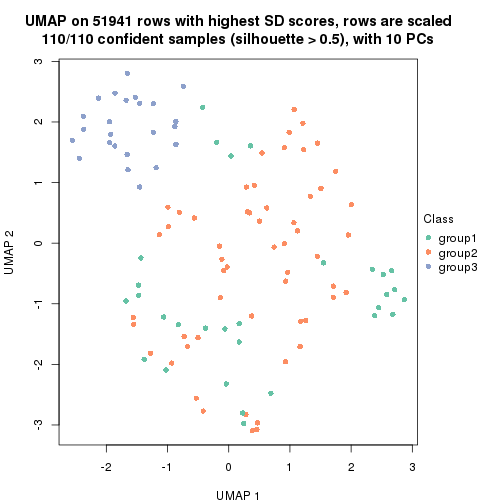 UMAP on 51941 rows with highest SD scores, rows are scaled
110/110 confident samples (silhouette > 0.5), with 10 PCs
3
2
1
0
-1
-2
-3
UMAP 2
-2
-1
0
1
2
3
UMAP 1
Class
group1
group2
group3